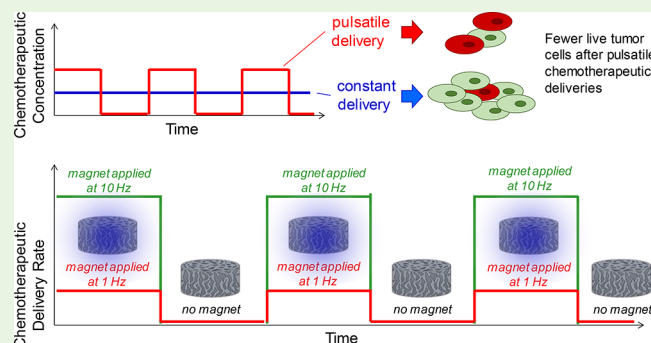 Chemotherapeutic
Concentration
pulsatile
delivery
constant
delivery
Time
Fewer live tumor
cells after pulsatile
chemotherapeutic
deliveries
Chemotherapeutic
Delivery Rate
magnet applied
at 10 Hz
magnet applied
at 1 Hz
no magnet
magnet applied
at 10 Hz
magnet applied
at 1 Hz
no magnet
magnet applied
at 10 Hz
magnet applied
at 1 Hz
no magnet
Time